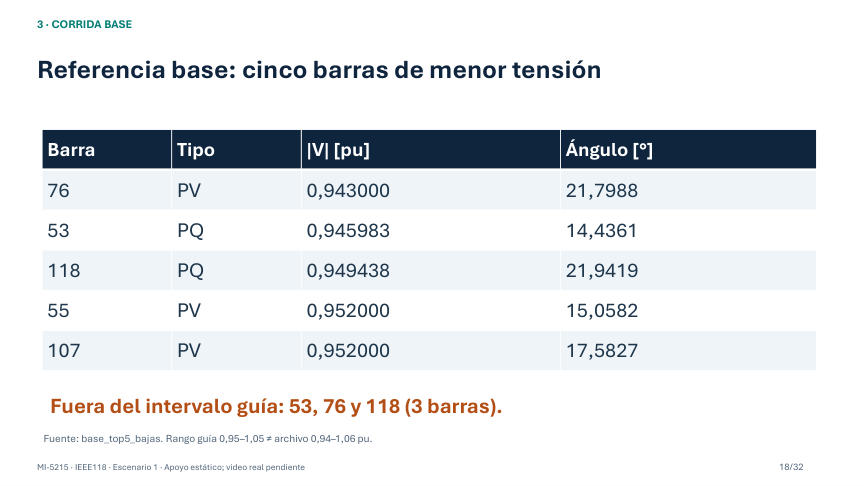 3 · CORRIDA BASE
Referencia base: cinco barras de menor tensión
Barra Tipo |V| [pu] Ángulo [°]
76 PV 0,943000 21,7988
53 PQ 0,945983 14,4361
118 PQ 0,949438 21,9419
55 PV 0,952000 15,0582
107 PV 0,952000 17,5827
Fuera del intervalo guía: 53, 76 y 118 (3 barras).
Fuente: base_top5_bajas. Rango guía 0,95–1,05 ≠ archivo 0,94–1,06 pu.
MI-5215 · IEEE118 · Escenario 1 · Apoyo estático; video real pendiente 18/32